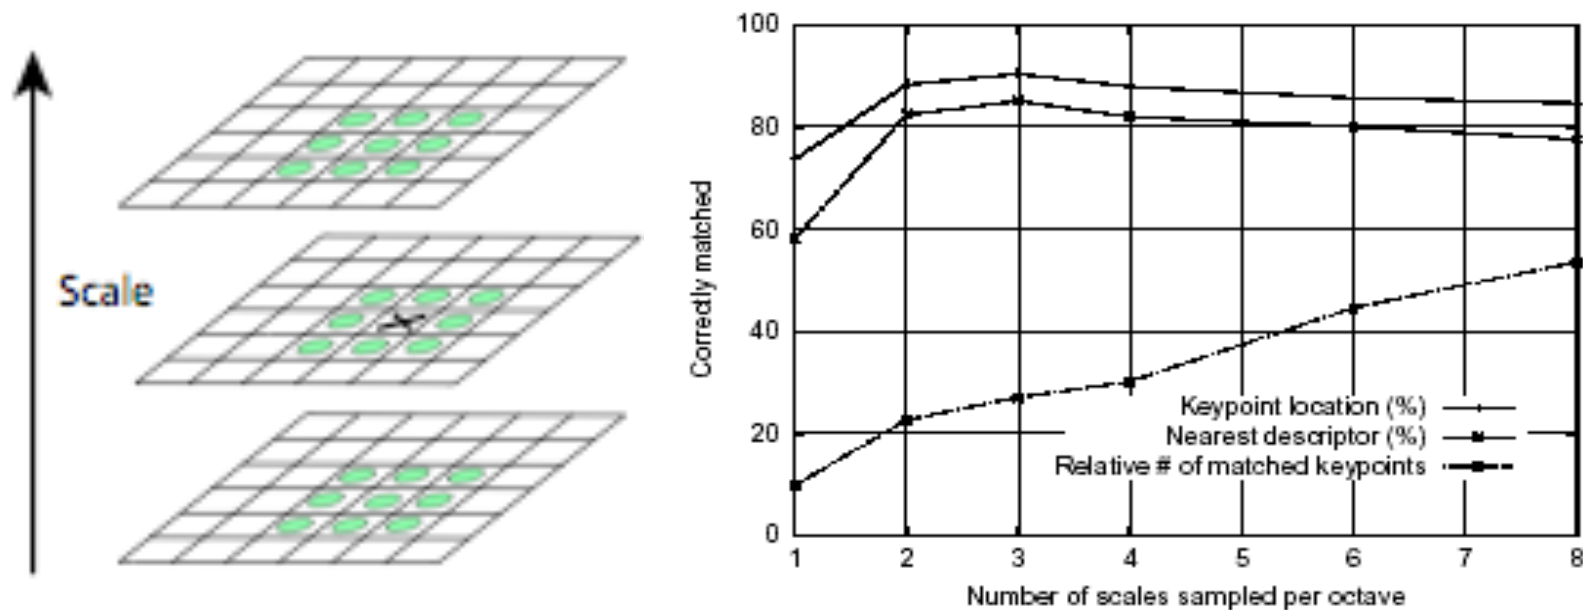 Scale
100
80
60
40
20
0
Correctly matched
Keypoint location (%)
Nearest descriptor (%)
Relative # of matched keypoints
1 2 3 4 5 6 7 8
Number of scales sampled per octave